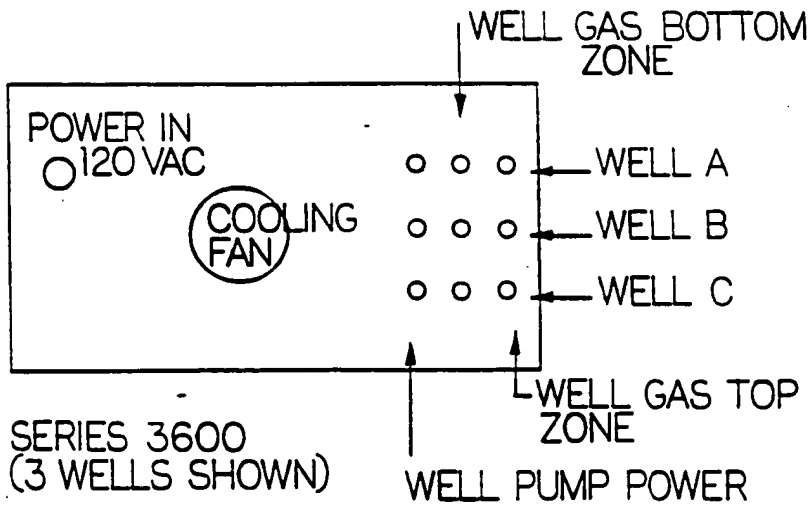 WELL GAS BOTTOM
ZONE
POWER IN
120 VAC
COOLING
FAN
WELL A
WELL B
WELL C
WELL GAS TOP
ZONE
SERIES 3600
(3 WELLS SHOWN)
WELL PUMP POWER